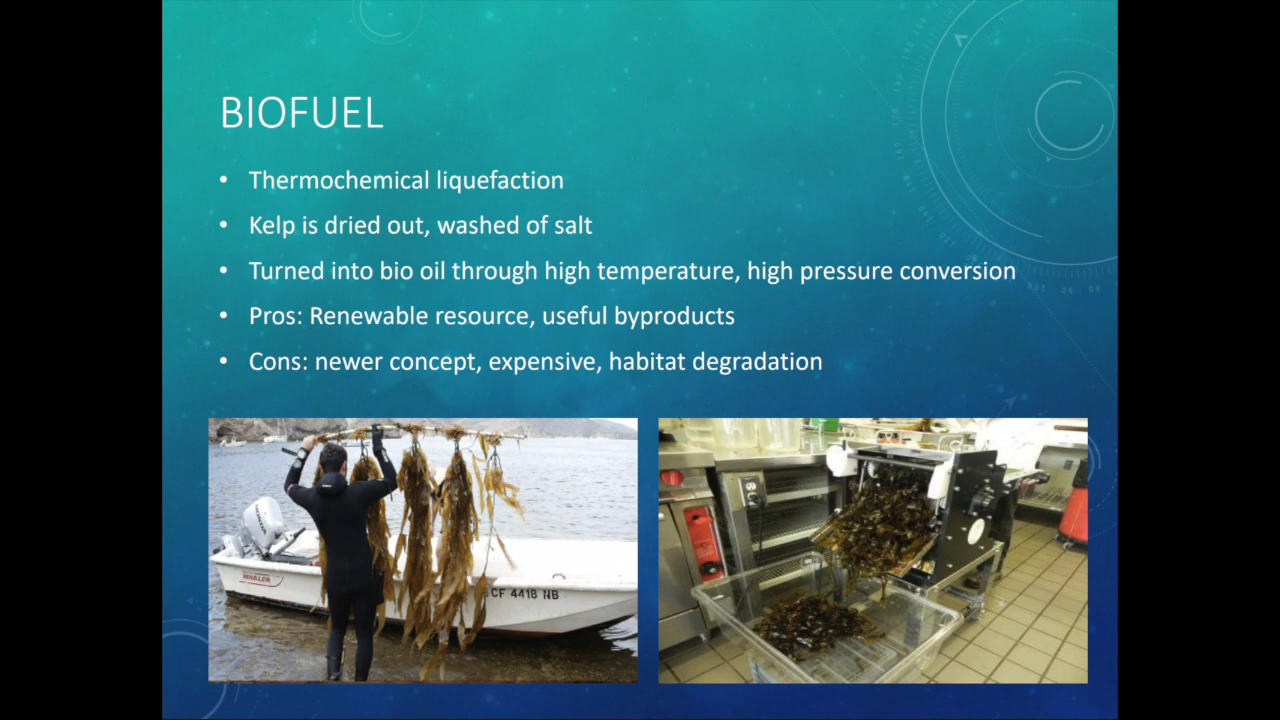 BIOFUEL
• Thermochemical liquefaction
• Kelp is dried out, washed of salt
• Turned into bio oil through high temperature, high pressure conversion
• Pros: Renewable resource, useful byproducts
• Cons: newer concept, expensive, habitat degradation
WHALER
CF 4418 NB